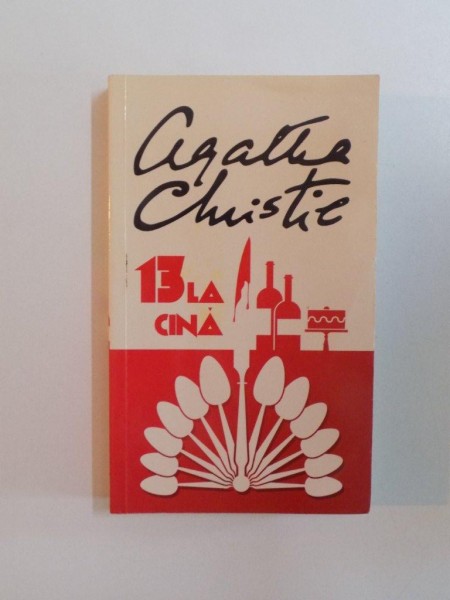 Agatha
Christie
13 LA
CINĂ